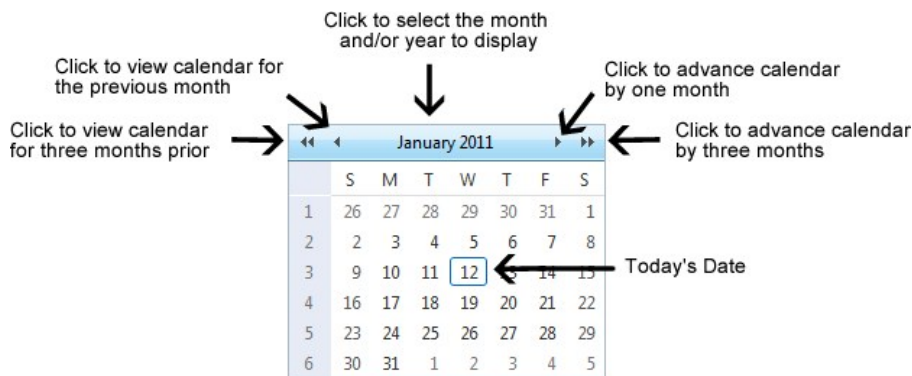 Click to select the month
and/or year to display
Click to view calendar for
the previous month
Click to advance calendar
by one month
Click to view calendar
for three months prior
January 2011
Click to advance calendar
by three months
S M T W T F S
1 26 27 28 29 30 31 1
2 2 3 4 5 6 7 8
3 9 10 11 12 13 14 15
Today's Date
4 16 17 18 19 20 21 22
5 23 24 25 26 27 28 29
6 30 31 1 2 3 4 5